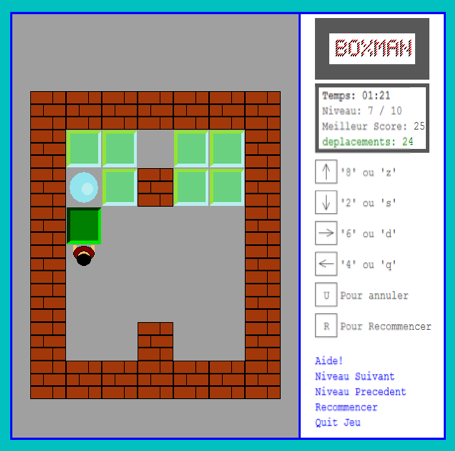 BOXMAN
Temps: 01:21
Niveau: 7 / 10
Meilleur Score: 25
deplacements: 24
'8' ou 'z'
'2' ou 's'
'6' ou 'd'
'4' ou 'q'
U Pour annuler
R Pour Recommencer
Aide!
Niveau Suivant
Niveau Precedent
Recommencer
Quit Jeu